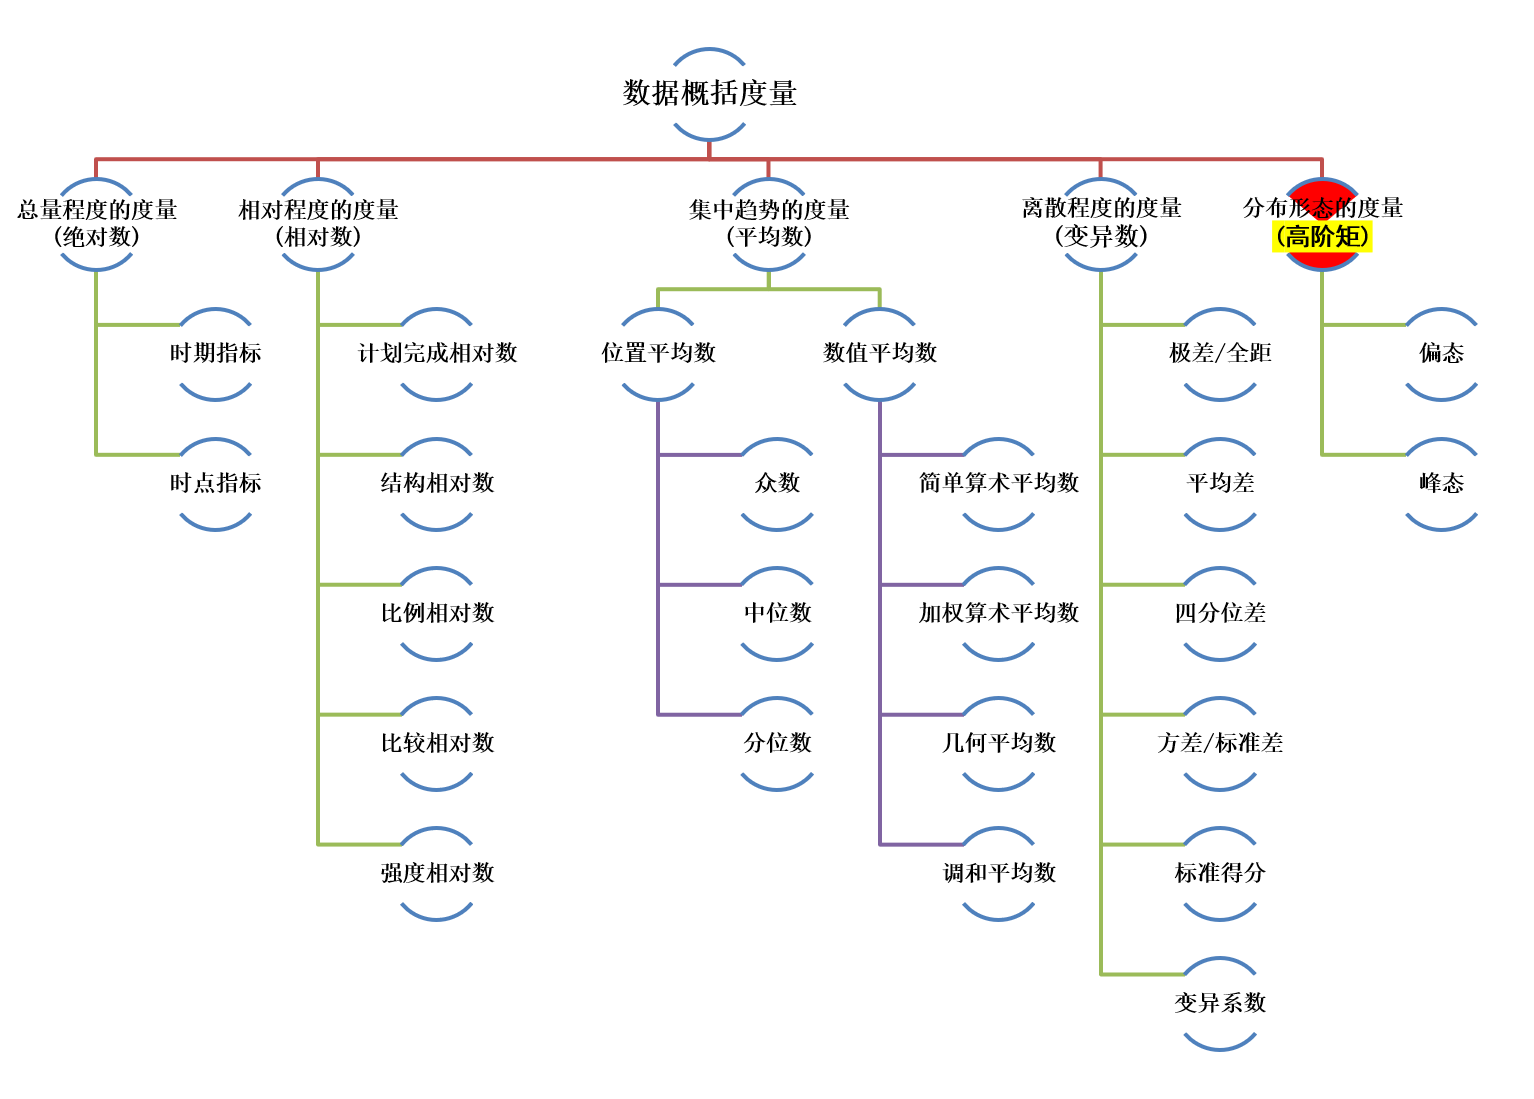 数据概括度量
总量程度的度量
(绝对数)
相对程度的度量
(相对数)
集中趋势的度量
(平均数)
离散程度的度量
(变异数)
分布形态的度量
(高阶矩)
时期指标
时点指标
计划完成相对数
结构相对数
比例相对数
比较相对数
强度相对数
位置平均数
众数
中位数
分位数
数值平均数
简单算术平均数
加权算术平均数
几何平均数
调和平均数
极差/全距
平均差
四分位差
方差/标准差
标准得分
变异系数
偏态
峰态